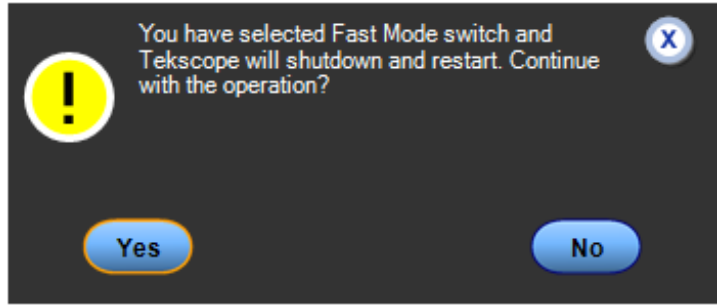 You have selected Fast Mode switch and
Tekscope will shutdown and restart. Continue
with the operation?
X
!
Yes
No